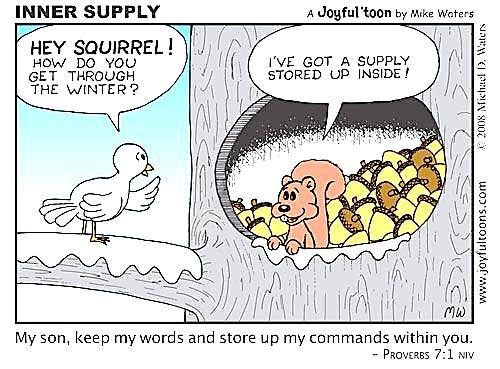 INNER SUPPLY
A Joyful 'toon by Mike Waters
HEY SQUIRREL!
HOW DO YOU
GET THROUGH
THE WINTER?
I'VE GOT A SUPPLY
STORED UP INSIDE!
© 2008 Michael D. Waters
www.joyfultoons.com
MW
My son, keep my words and store up my commands within you.
– PROVERBS 7:1 NIV